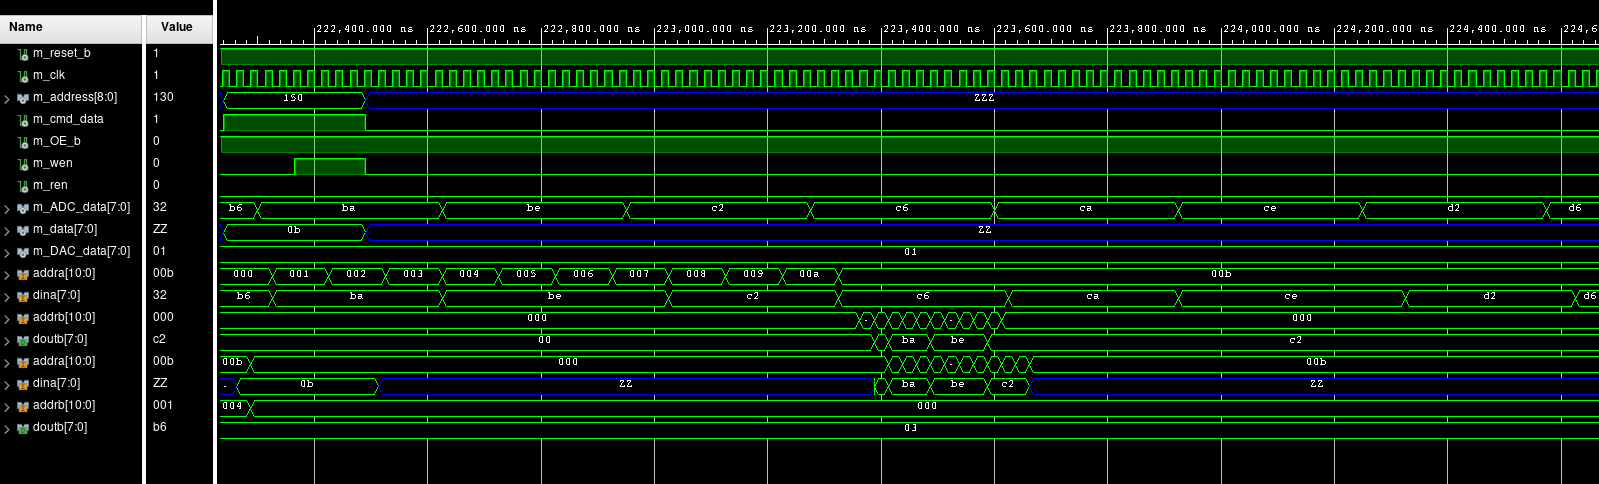 Name Value 222,400.000 ns 222,600.000 ns 222,800.000 ns 223,000.000 ns 223,200.000 ns 223,400.000 ns 223,600.000 ns 223,800.000 ns 224,000.000 ns 224,200.000 ns 224,400.000 ns 224,6
m_reset_b 1
m_clk 1
m_address[8:0] 130 130 ZZZ
m_cmd_data 1
m_OE_b 0
m_wen 0
m_ren 0
m_ADC_data[7:0] 32 b6 ba be c2 c6 ca ce d2 d6
m_data[7:0] ZZ 0b ZZ
m_DAC_data[7:0] 01 01
addra[10:0] 00b 000 001 002 003 004 005 006 007 008 009 00a 00b
dina[7:0] 32 b6 ba be c2 c6 ca ce d2 d6
addrb[10:0] 000 000 . . 000
doutb[7:0] c2 00 ba be c2
addra[10:0] 00b 00b 000 . 00b
dina[7:0] ZZ . 0b ZZ ba be c2 ZZ
addrb[10:0] 001 004 000
doutb[7:0] b6 03